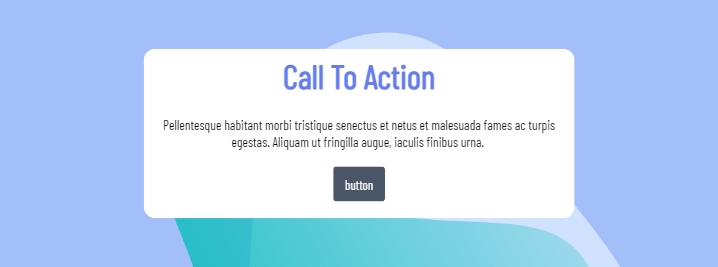 Call To Action
Pellentesque habitant morbi tristique senectus et netus et malesuada fames ac turpis
egestas. Aliquam ut fringilla augue, iaculis finibus urna.
button